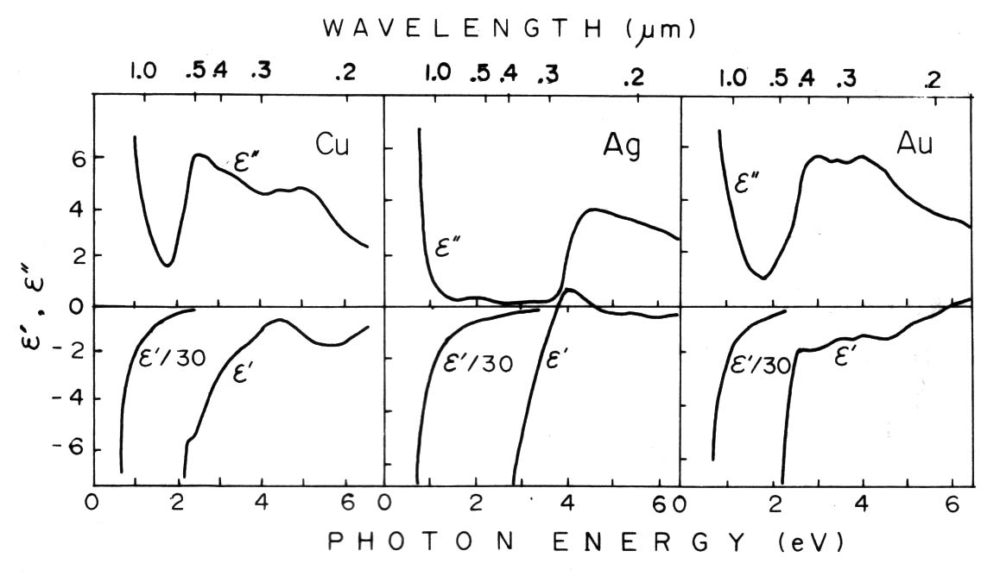 WAVELENGTH (μm)
1.0 .5 .4 .3 .2 1.0 .5 .4 .3 .2 1.0 .5 .4 .3 .2
Cu Ag Au
6 ε″
ε″
4
ε″
2
ε′, ε″
0
-2 ε′/30 ε′ ε′/30 ε′ ε′/30 ε′
-4
-6
0 2 4 6 0 2 4 6 0 2 4 6
PHOTON ENERGY (eV)